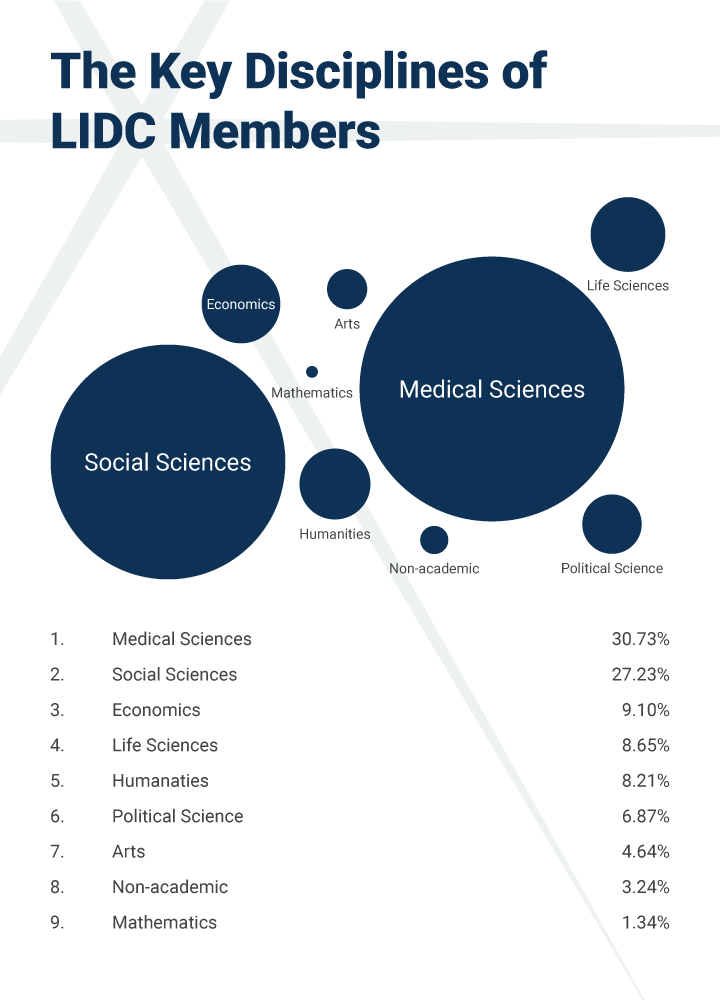 The Key Disciplines of
LIDC Members
Life Sciences
Economics
Arts
Mathematics
Medical Sciences
Social Sciences
Humanities
Non-academic
Political Science
1. Medical Sciences 30.73%
2. Social Sciences 27.23%
3. Economics 9.10%
4. Life Sciences 8.65%
5. Humanaties 8.21%
6. Political Science 6.87%
7. Arts 4.64%
8. Non-academic 3.24%
9. Mathematics 1.34%